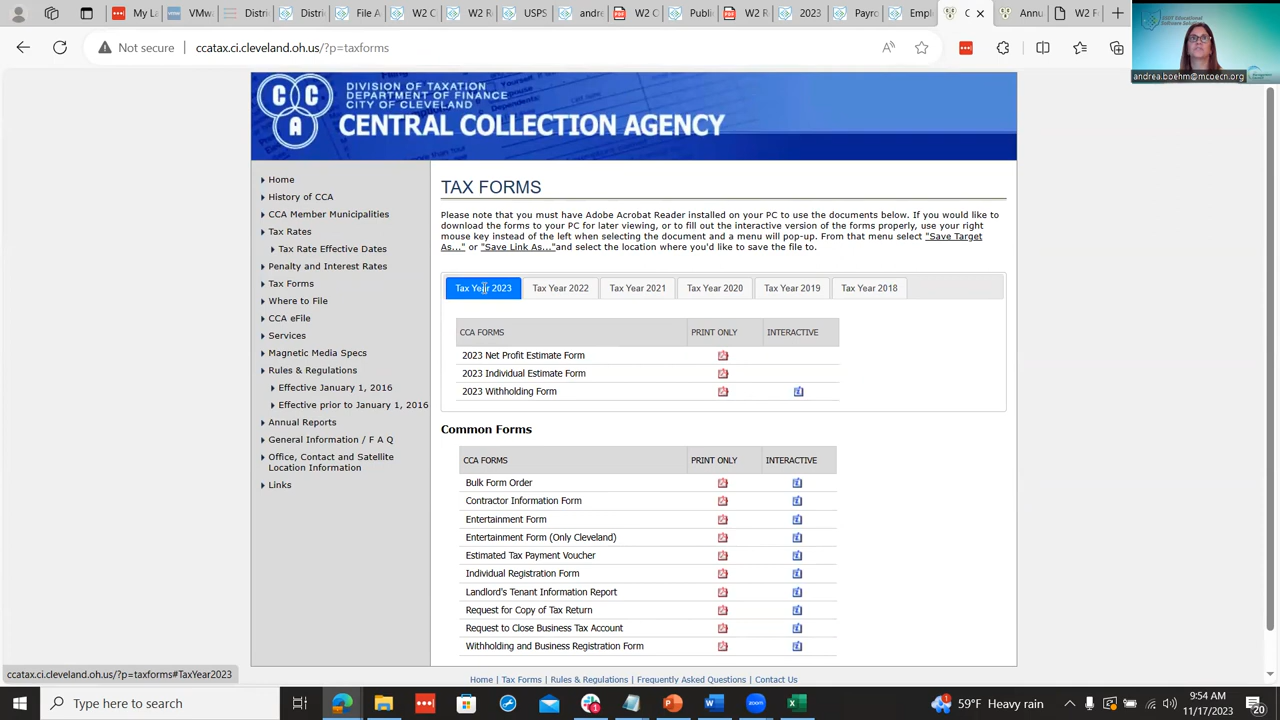 My La
VMw
Distri
Distri
File A
W2 C
W2 R
USPS
andre
W2 C
Publi
W2 R
202
Payro
Empl
C
Annu
W2 F
Not secure
ccatax.ci.cleveland.oh.us/?p=taxforms
SSDT Educational
Software Solutions
andrea.boehm@mcoecn.org
C C A
DIVISION OF TAXATION
DEPARTMENT OF FINANCE
CITY OF CLEVELAND
CENTRAL COLLECTION AGENCY
Home
History of CCA
CCA Member Municipalities
Tax Rates
Tax Rate Effective Dates
Penalty and Interest Rates
Tax Forms
Where to File
CCA eFile
Services
Magnetic Media Specs
Rules & Regulations
Effective January 1, 2016
Effective prior to January 1, 2016
Annual Reports
General Information / F A Q
Office, Contact and Satellite
Location Information
Links
TAX FORMS
Please note that you must have Adobe Acrobat Reader installed on your PC to use the documents below. If you would like to
download the forms to your PC for later viewing, or to fill out the interactive version of the forms properly, use your right
mouse key instead of the left when selecting the document and a menu will pop-up. From that menu select "Save Target
As..." or "Save Link As..."and select the location where you'd like to save the file to.
Tax Year 2023 Tax Year 2022 Tax Year 2021 Tax Year 2020 Tax Year 2019 Tax Year 2018
CCA FORMS PRINT ONLY INTERACTIVE
2023 Net Profit Estimate Form
2023 Individual Estimate Form
2023 Withholding Form
Common Forms
CCA FORMS PRINT ONLY INTERACTIVE
Bulk Form Order
Contractor Information Form
Entertainment Form
Entertainment Form (Only Cleveland)
Estimated Tax Payment Voucher
Individual Registration Form
Landlord's Tenant Information Report
Request for Copy of Tax Return
Request to Close Business Tax Account
Withholding and Business Registration Form
Home | Tax Forms | Rules & Regulations | Frequently Asked Questions | Contact Us
ccatax.ci.cleveland.oh.us/?p=taxforms#TaxYear2023
Type here to search
zoom
59°F Heavy rain
9:54 AM
11/17/2023
20